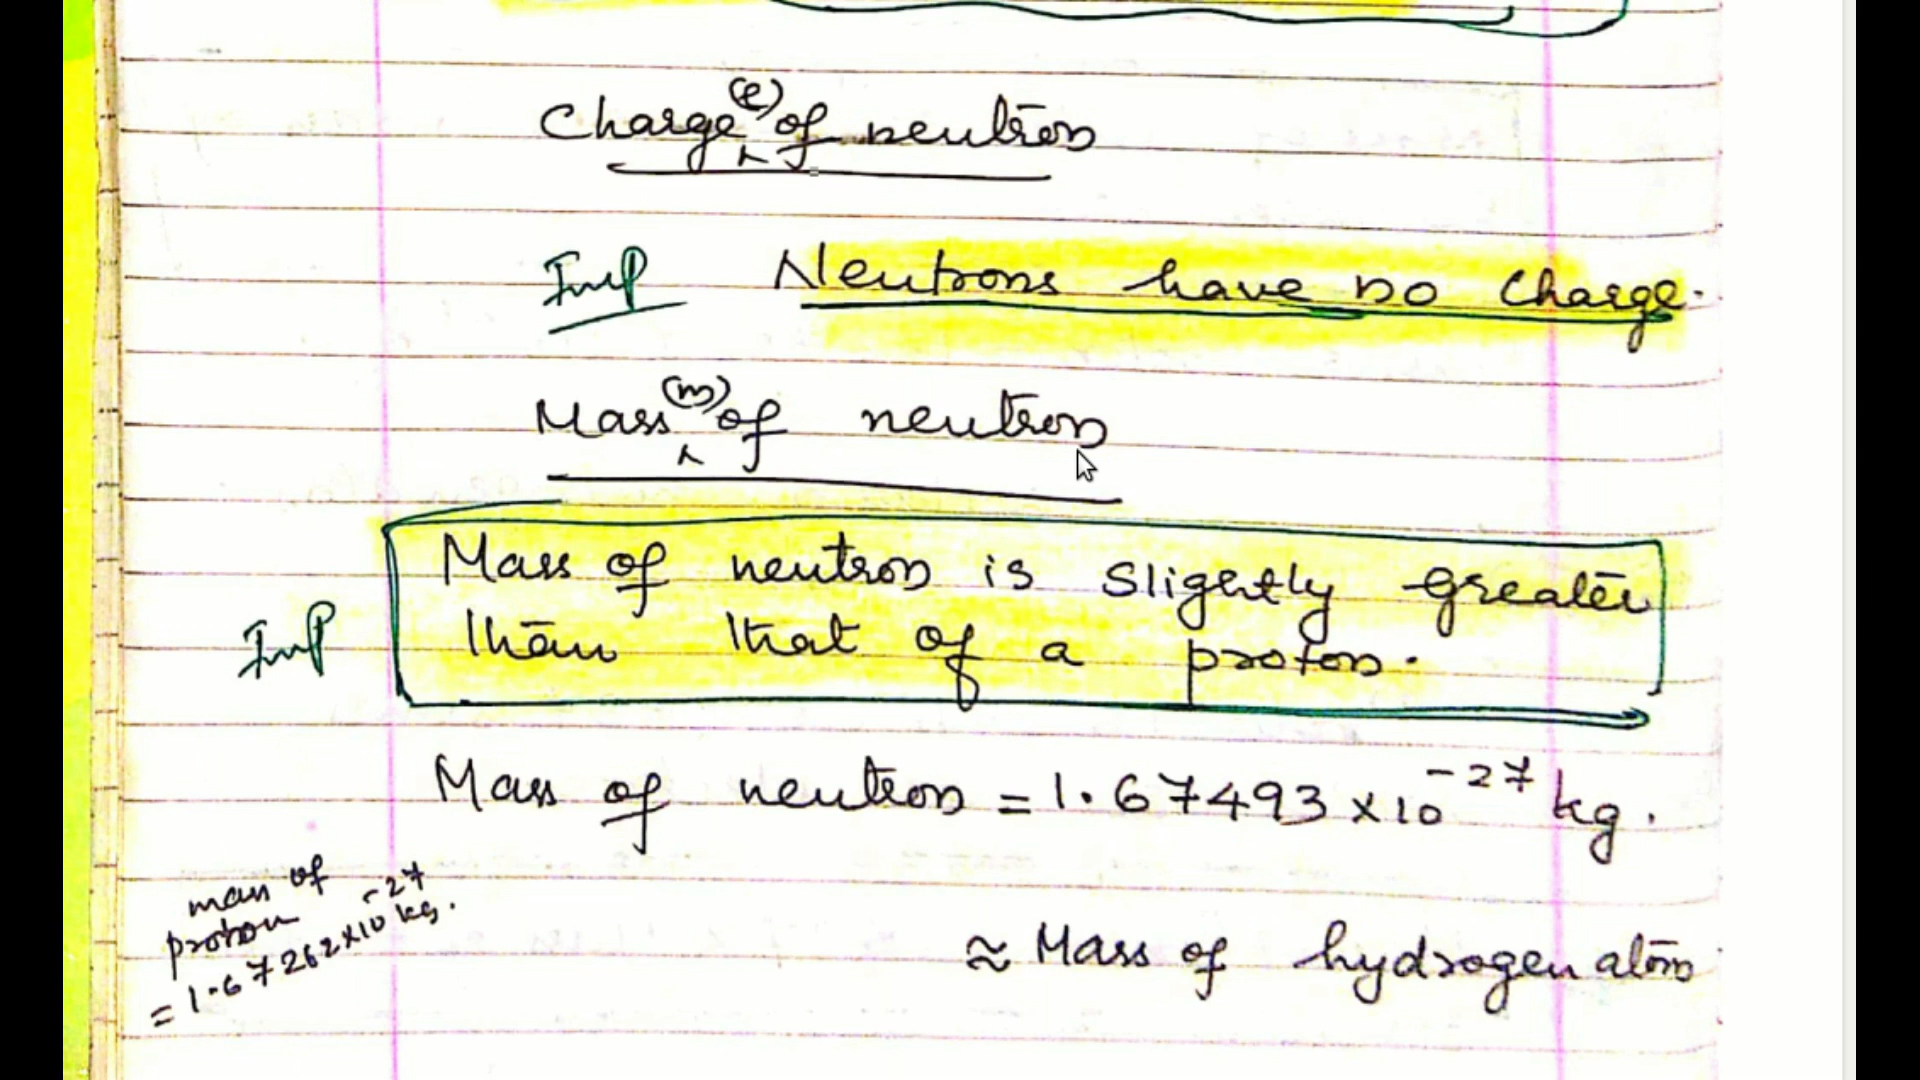 Charge (e) of neutron
Imp Neutrons have no charge.
Mass (m) of neutron
Mass of neutron is slightly greater
Imp than that of a proton.
Mass of neutron = 1.67493 × 10⁻²⁷ kg.
mass of
proton
= 1.67262 × 10⁻²⁷ kg.
≈ Mass of hydrogen atom